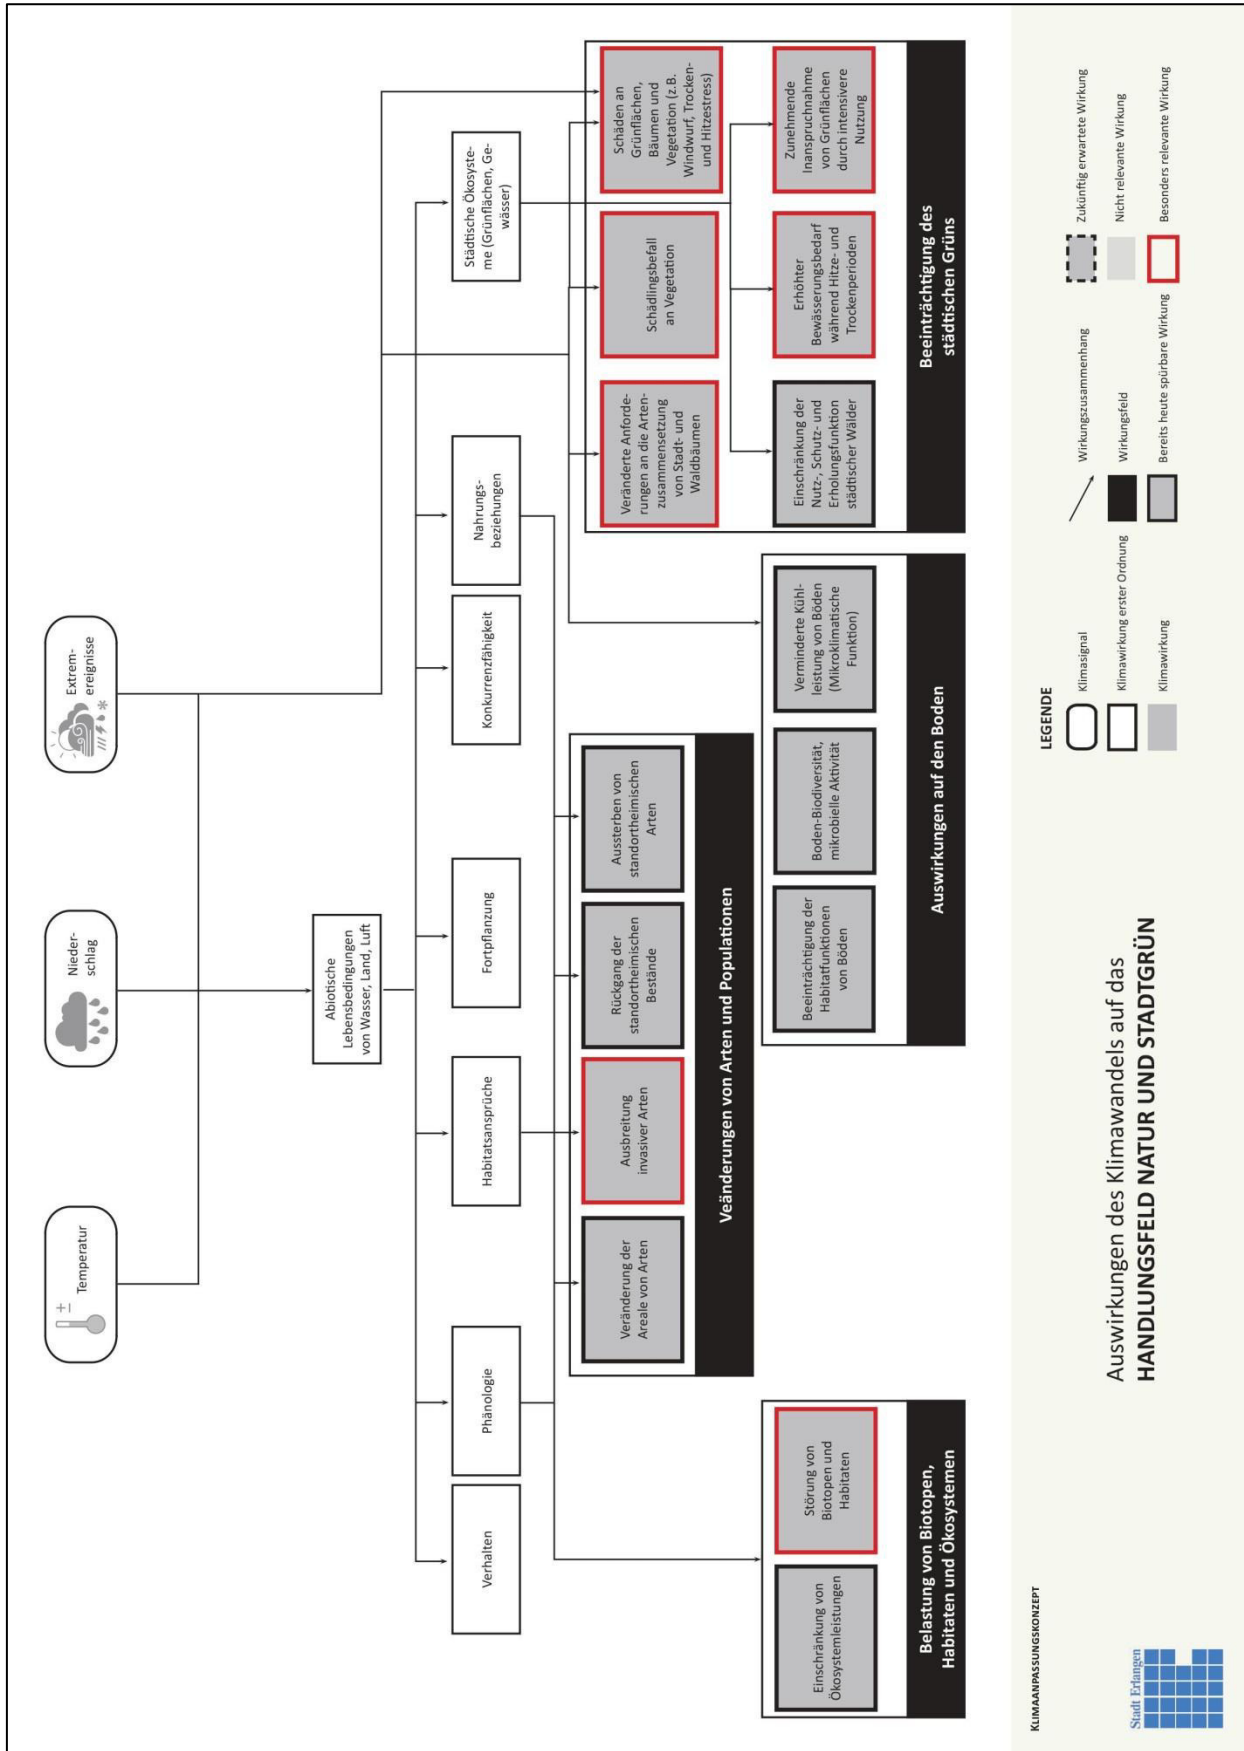 Temperatur
Nieder-
schlag
Extrem-
ereignisse
Abiotische
Lebensbedingungen
von Wasser, Land, Luft
Verhalten
Phänologie
Habitatsansprüche
Fortpflanzung
Konkurrenzfähigkeit
Nahrungs-
beziehungen
Städtische Ökosyste-
me (Grünflächen, Ge-
wässer)
Veränderung der
Areale von Arten
Ausbreitung
invasiver Arten
Rückgang der
standortheimischen
Bestände
Aussterben von
standortheimischen
Arten
Veänderungen von Arten und Populationen
Veränderte Anforde-
rungen an die Arten-
zusammensetzung
von Stadt- und
Waldbäumen
Schädlingsbefall
an Vegetation
Schäden an
Grünflächen,
Bäumen und
Vegetation (z.B.
Windwurf, Trocken-
und Hitzestress)
Einschränkung der
Nutz-, Schutz- und
Erholungsfunktion
städtischer Wälder
Erhöhter
Bewässerungsbedarf
während Hitze- und
Trockenperioden
Zunehmende
Inanspruchnahme
von Grünflächen
durch intensivere
Nutzung
Beeinträchtigung des
städtischen Grüns
Einschränkung von
Ökosystemleistungen
Störung von
Biotopen und
Habitaten
Belastung von Biotopen,
Habitaten und Ökosystemen
Beeinträchtigung der
Habitatfunktionen
von Böden
Boden-Biodiversität,
mikrobielle Aktivität
Verminderte Kühl-
leistung von Böden
(Mikroklimatische
Funktion)
Auswirkungen auf den Boden
KLIMAANPASSUNGSKONZEPT
Stadt Erlangen
Auswirkungen des Klimawandels auf das
HANDLUNGSFELD NATUR UND STADTGRÜN
LEGENDE
Klimasignal
Klimawirkung erster Ordnung
Klimawirkung
Wirkungszusammenhang
Wirkungsfeld
Bereits heute spürbare Wirkung
Zukünftig erwartete Wirkung
Nicht relevante Wirkung
Besonders relevante Wirkung